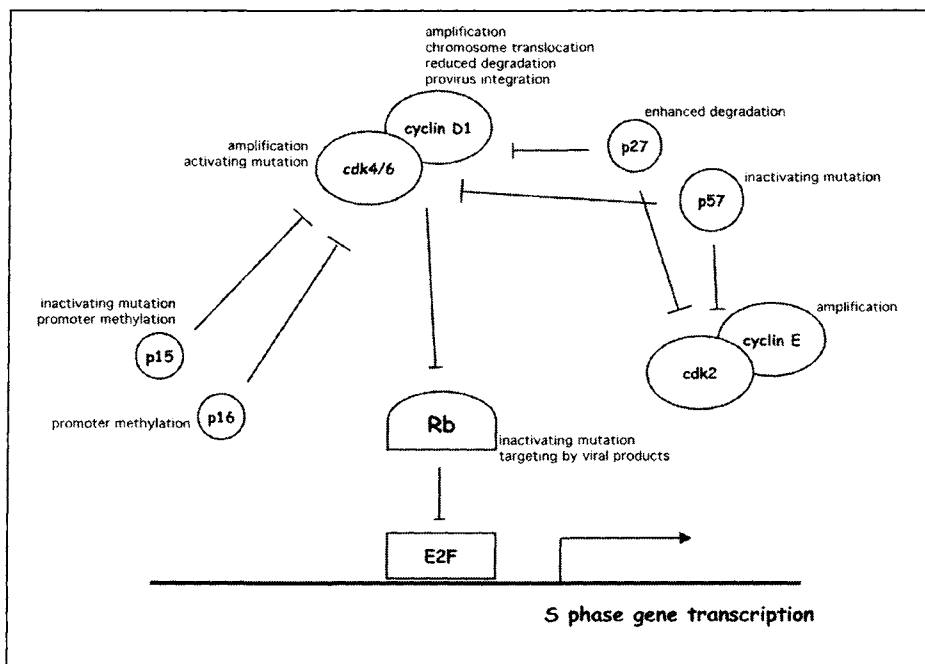 amplification
chromosome translocation
reduced degradation
provirus integration
cyclin D1
enhanced degradation
p27
amplification
activating mutation
cdk4/6
inactivating mutation
p57
inactivating mutation
promoter methylation
p15
amplification
cyclin E
cdk2
promoter methylation
p16
Rb
inactivating mutation
targeting by viral products
E2F
S phase gene transcription